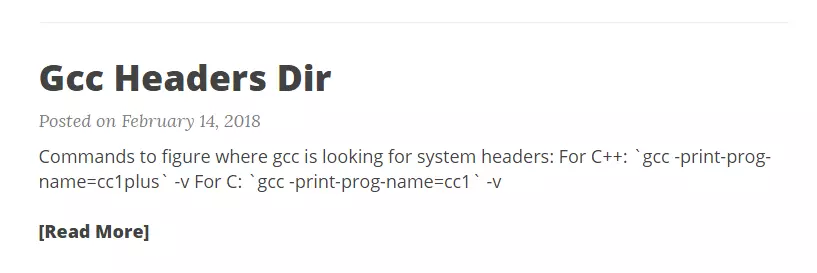 Gcc Headers Dir
Posted on February 14, 2018
Commands to figure where gcc is looking for system headers: For C++: `gcc -print-prog-
name=cc1plus` -v For C: `gcc -print-prog-name=cc1` -v
[Read More]